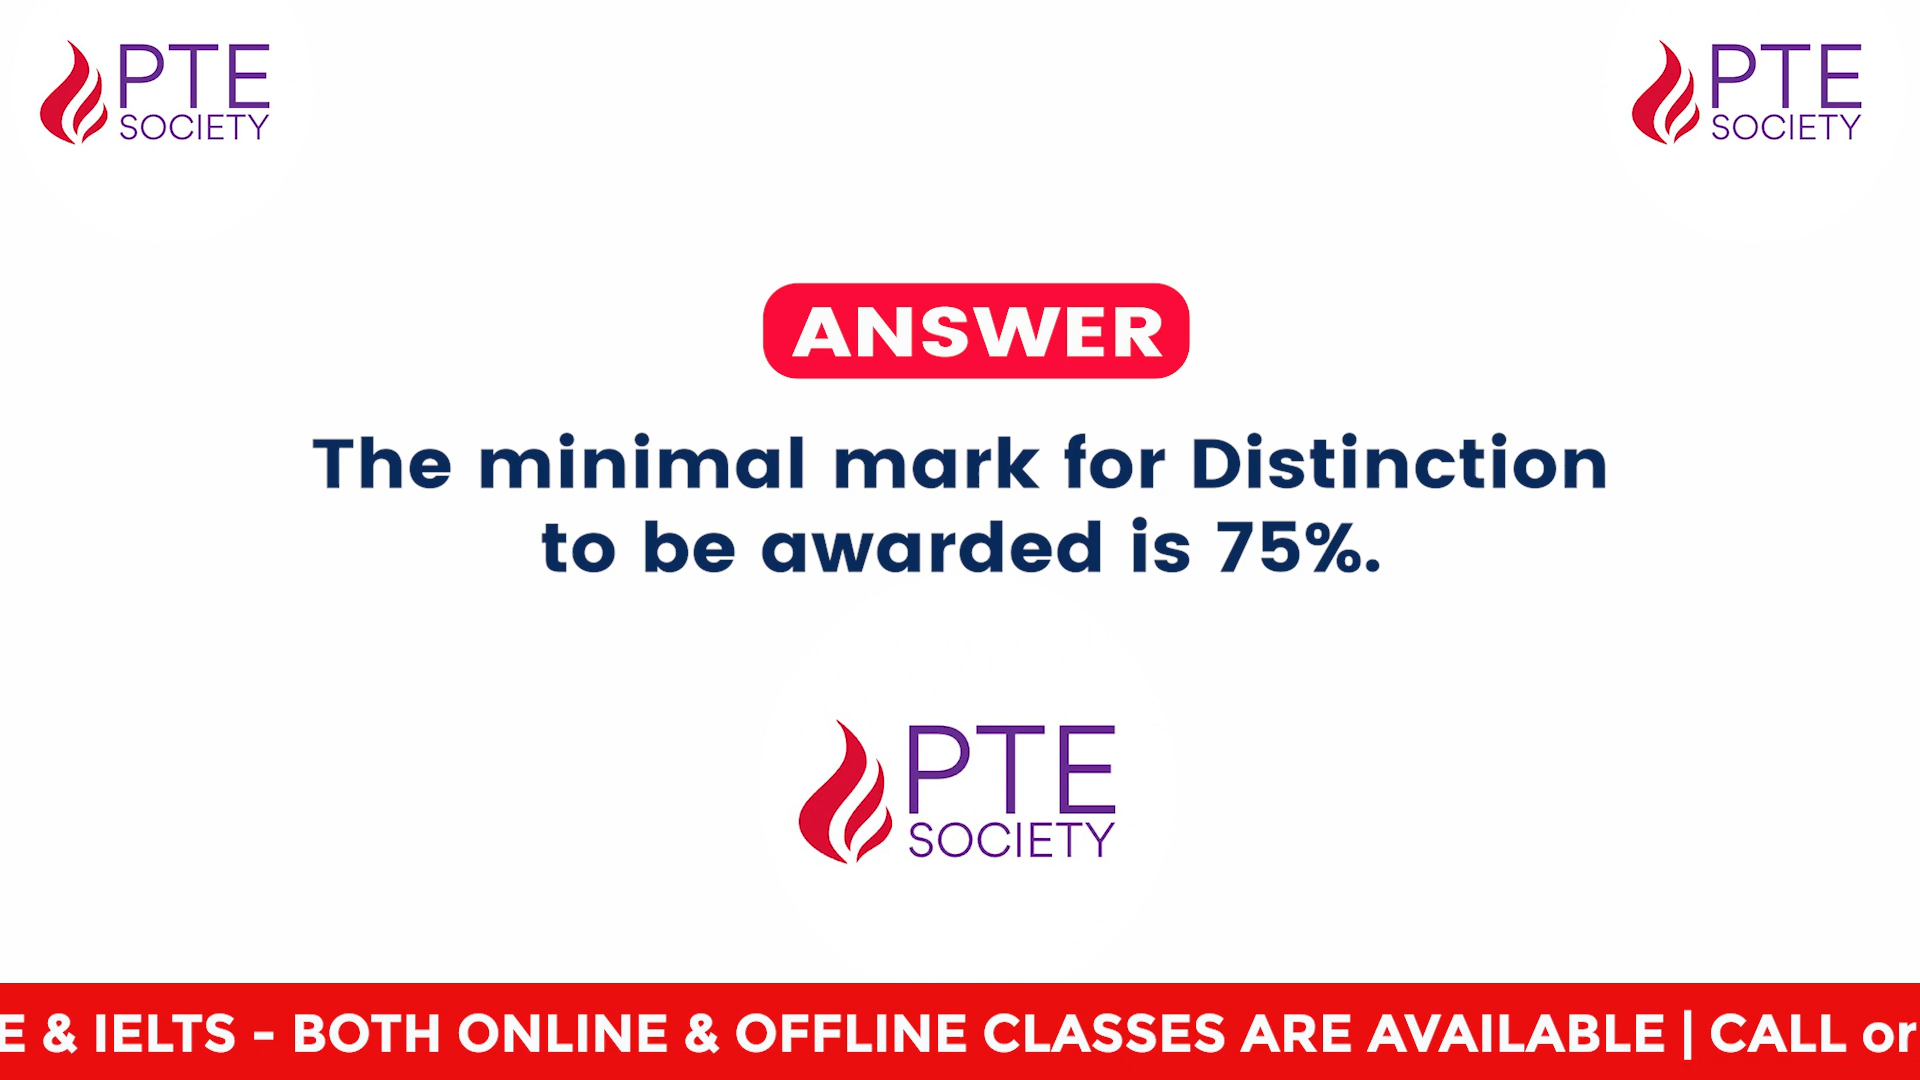 PTE
SOCIETY
PTE
SOCIETY
ANSWER
The minimal mark for Distinction
to be awarded is 75%.
PTE
SOCIETY
E & IELTS - BOTH ONLINE & OFFLINE CLASSES ARE AVAILABLE | CALL or